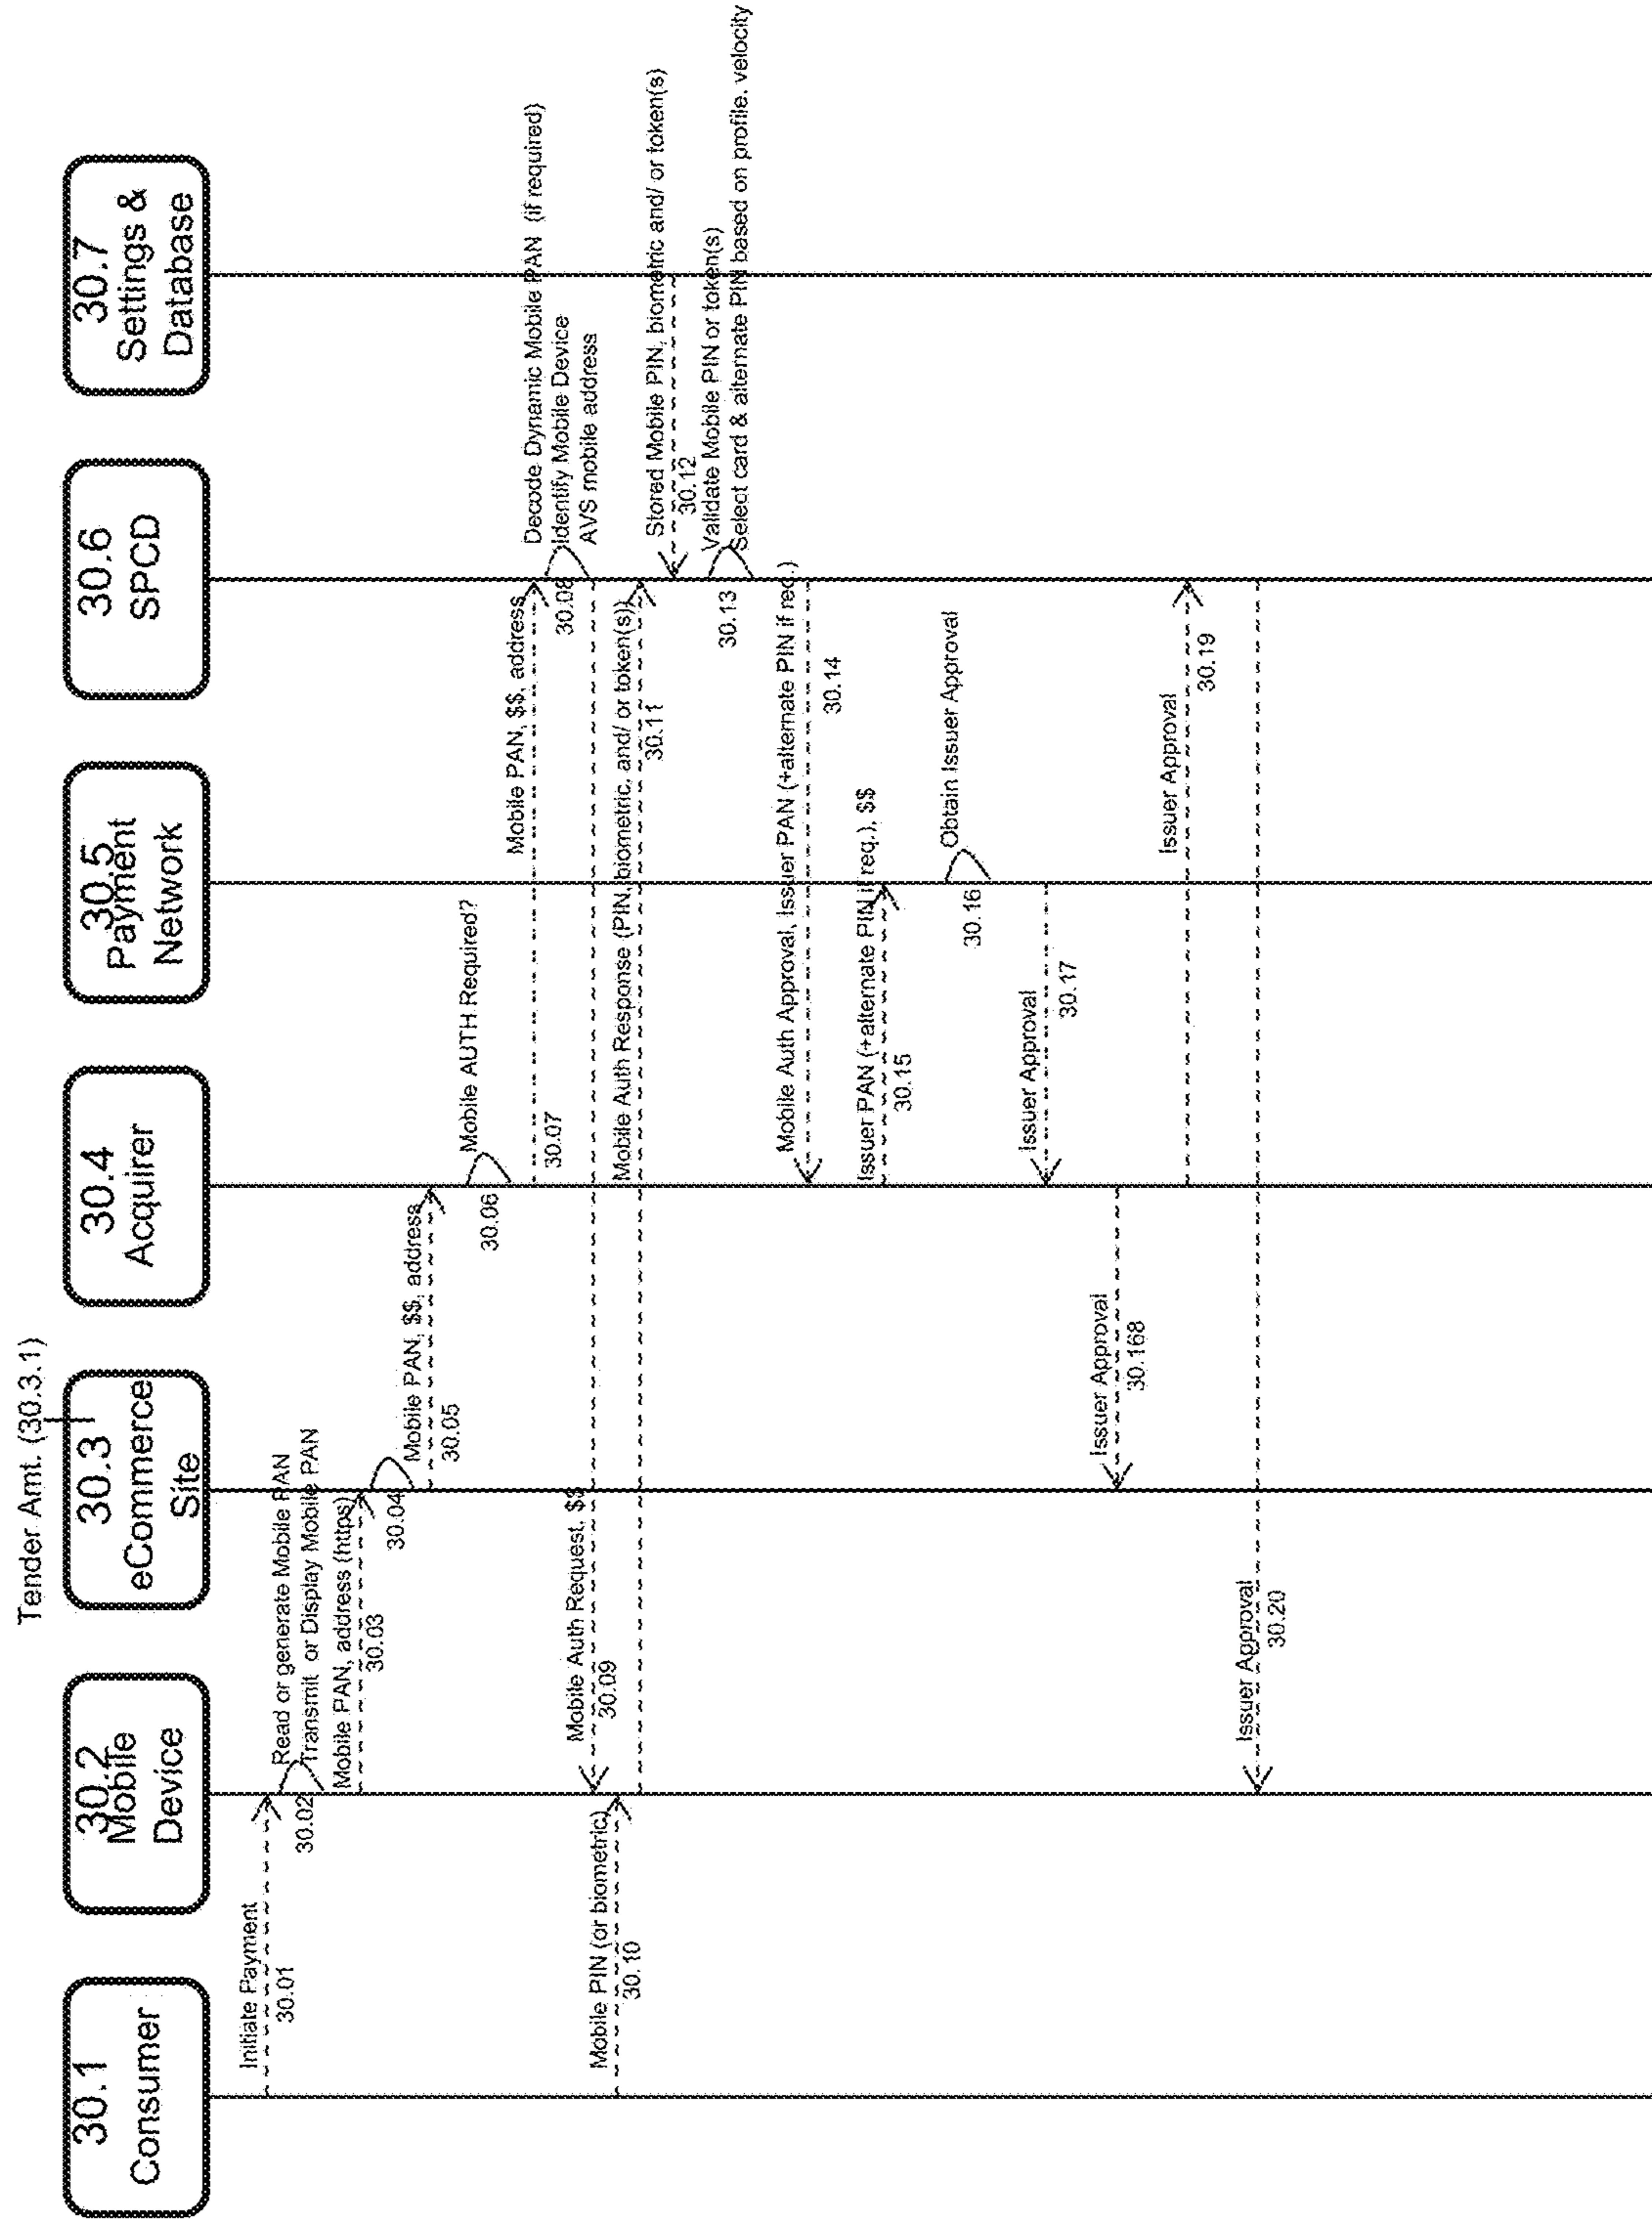 Tender Amt. (30.3.1)
30.1
Consumer
30.2
Mobile
Device
30.3
eCommerce
Site
30.4
Acquirer
30.5
Payment
Network
30.6
SPCD
30.7
Settings &
Database
Initiate Payment
30.01
Read or generate Mobile PAN
Transmit or Display Mobile PAN
30.02
Mobile PAN, address (https)
30.03
30.04
Mobile PAN, $$, address
30.05
Mobile AUTH Required?
30.06
Mobile PAN, $$, address
30.07
Decode Dynamic Mobile PAN (if required)
Identify Mobile Device
AVS mobile address
30.08
Mobile Auth Request, $$
30.09
Mobile PIN (or biometric)
30.10
Mobile Auth Response (PIN, biometric, and/ or token(s))
30.11
Stored Mobile PIN, biometric and/ or token(s)
30.12
Validate Mobile PIN or token(s)
Select card & alternate PIN based on profile, velocity
30.13
Mobile Auth Approval, Issuer PAN (+alternate PIN if req.)
30.14
Issuer PAN (+alternate PIN if req.), $$
30.15
Obtain Issuer Approval
30.16
Issuer Approval
30.17
Issuer Approval
30.168
Issuer Approval
30.19
Issuer Approval
30.20